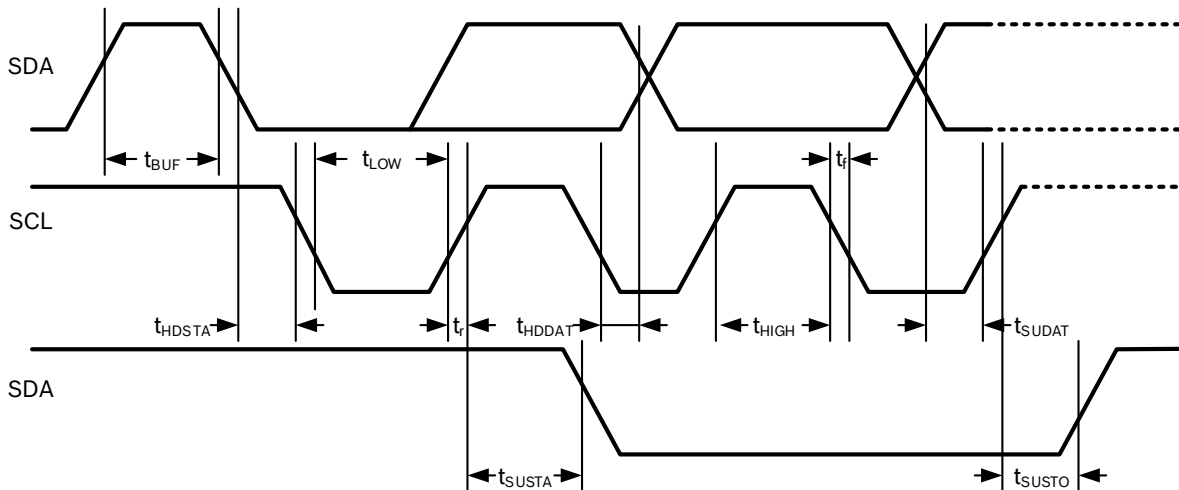 SDA
tBUF
tLOW
tf
SCL
tHDSTA
tr
tHDDAT
tHIGH
tSUDAT
SDA
tSUSTA
tSUSTO